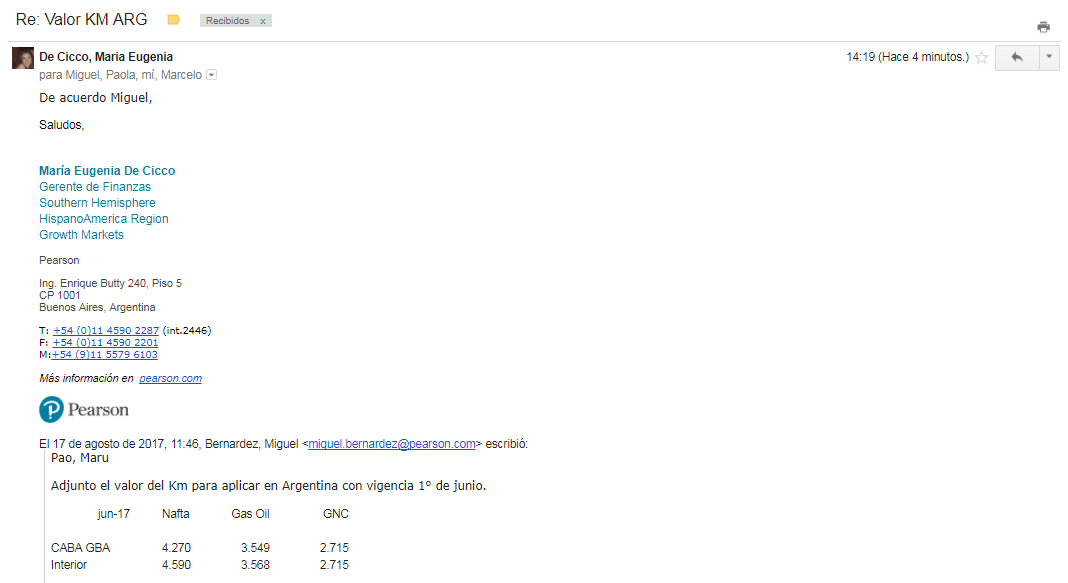 Re: Valor KM ARG Recibidos x
De Cicco, Maria Eugenia 14:19 (Hace 4 minutos.)
para Miguel, Paola, mí, Marcelo
De acuerdo Miguel,
Saludos,
María Eugenia De Cicco
Gerente de Finanzas
Southern Hemisphere
HispanoAmerica Region
Growth Markets
Pearson
Ing. Enrique Butty 240, Piso 5
CP 1001
Buenos Aires, Argentina
T: +54 (0)11 4590 2287 (int.2446)
F: +54 (0)11 4590 2201
M:+54 (9)11 5579 6103
Más información en pearson.com
Pearson
El 17 de agosto de 2017, 11:46, Bernardez, Miguel <miguel.bernardez@pearson.com> escribió:
Pao, Maru
Adjunto el valor del Km para aplicar en Argentina con vigencia 1º de junio.
jun-17 Nafta Gas Oil GNC
CABA GBA 4.270 3.549 2.715
Interior 4.590 3.568 2.715